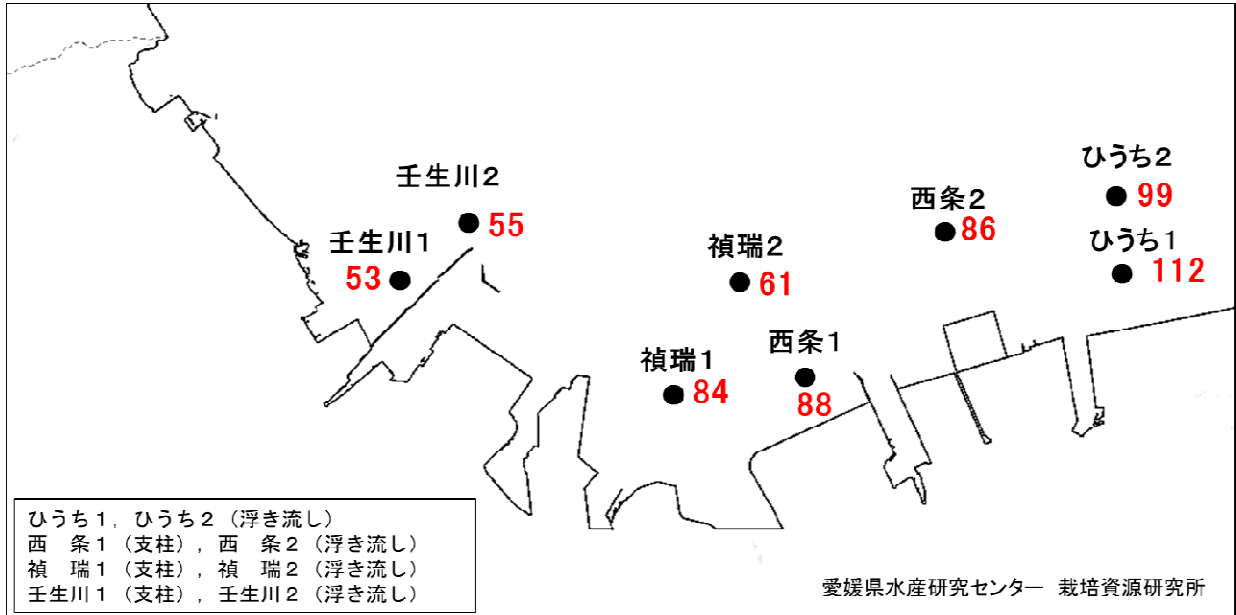 ひうち2
99
壬生川2
55
西条2
86
ひうち1
112
壬生川1
53
禎瑞2
61
西条1
88
禎瑞1
84
ひうち1, ひうち2 (浮き流し)
西 条1 (支柱), 西 条2 (浮き流し)
禎 瑞1 (支柱), 禎 瑞2 (浮き流し)
壬生川1 (支柱), 壬生川2 (浮き流し)
愛媛県水産研究センター 栽培資源研究所